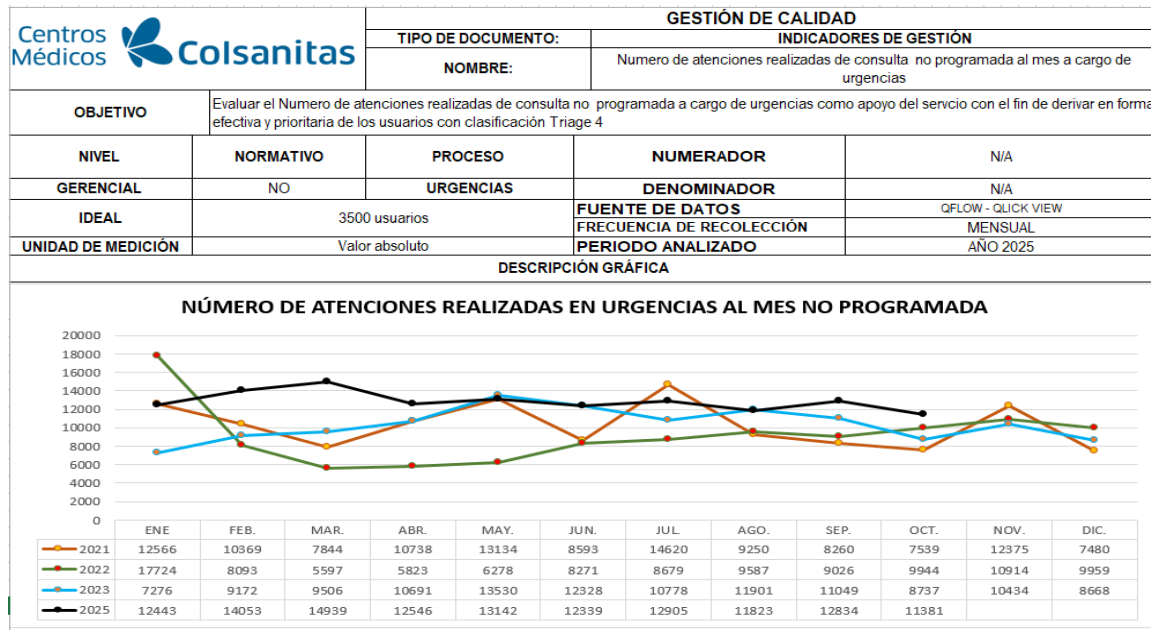 Centros
Médicos
Colsanitas
GESTIÓN DE CALIDAD
TIPO DE DOCUMENTO:
INDICADORES DE GESTIÓN
NOMBRE:
Numero de atenciones realizadas de consulta no programada al mes a cargo de
urgencias
OBJETIVO
Evaluar el Numero de atenciones realizadas de consulta no programada a cargo de urgencias como apoyo del servcio con el fin de derivar en forma
efectiva y prioritaria de los usuarios con clasificación Triage 4
NIVEL NORMATIVO PROCESO NUMERADOR N/A
GERENCIAL NO URGENCIAS DENOMINADOR N/A
IDEAL 3500 usuarios
FUENTE DE DATOS QFLOW - QLICK VIEW
FRECUENCIA DE RECOLECCIÓN MENSUAL
UNIDAD DE MEDICIÓN Valor absoluto PERIODO ANALIZADO AÑO 2025
DESCRIPCIÓN GRÁFICA
NÚMERO DE ATENCIONES REALIZADAS EN URGENCIAS AL MES NO PROGRAMADA
20000
18000
16000
14000
12000
10000
8000
6000
4000
2000
0
ENE FEB. MAR. ABR. MAY. JUN. JUL. AGO. SEP. OCT. NOV. DIC.
2021 12566 10369 7844 10738 13134 8593 14620 9250 8260 7539 12375 7480
2022 17724 8093 5597 5823 6278 8271 8679 9587 9026 9944 10914 9959
2023 7276 9172 9506 10691 13530 12328 10778 11901 11049 8737 10434 8668
2025 12443 14053 14939 12546 13142 12339 12905 11823 12834 11381